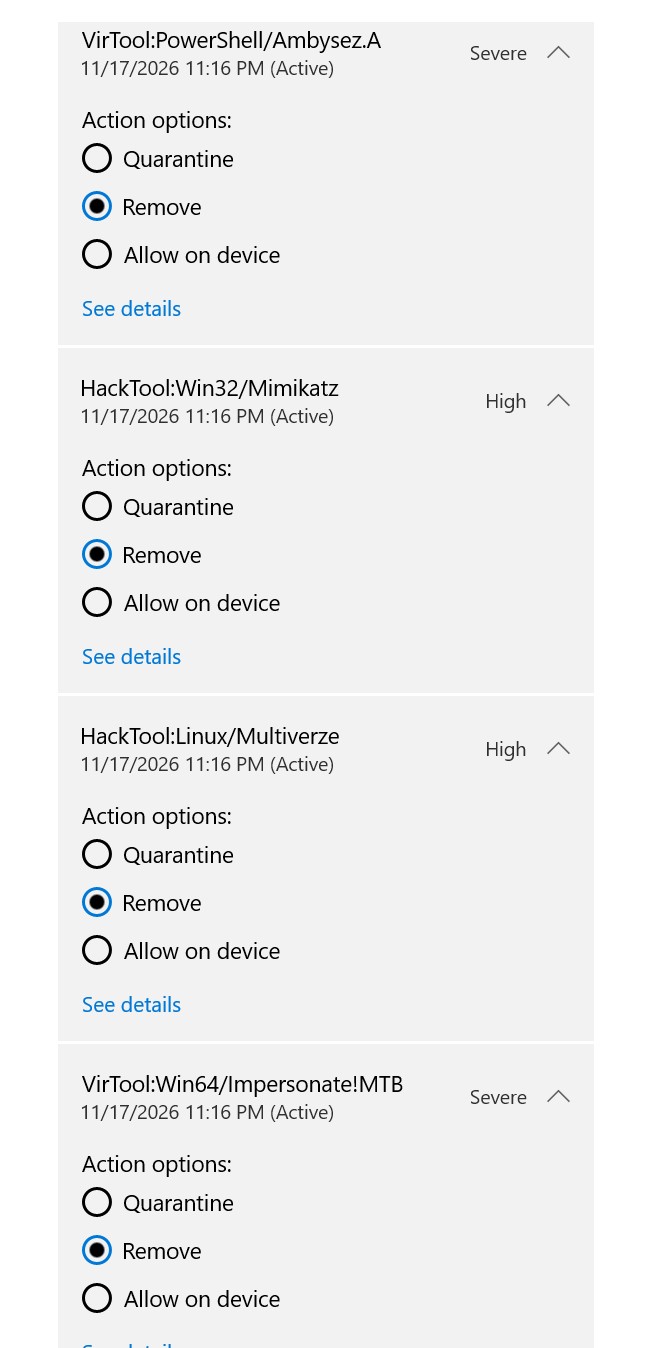 VirTool:PowerShell/Ambysez.A
Severe
11/17/2026 11:16 PM (Active)
Action options:
Quarantine
Remove
Allow on device
See details
HackTool:Win32/Mimikatz
High
11/17/2026 11:16 PM (Active)
Action options:
Quarantine
Remove
Allow on device
See details
HackTool:Linux/Multiverze
High
11/17/2026 11:16 PM (Active)
Action options:
Quarantine
Remove
Allow on device
See details
VirTool:Win64/Impersonate!MTB
Severe
11/17/2026 11:16 PM (Active)
Action options:
Quarantine
Remove
Allow on device